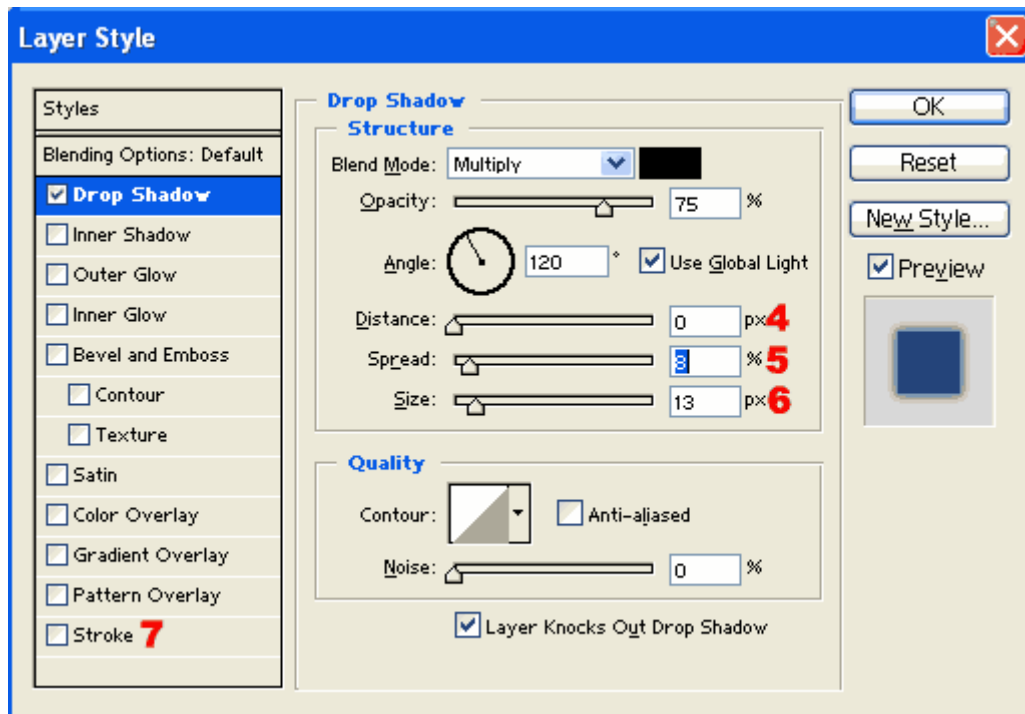 Layer Style
Styles
Blending Options: Default
Drop Shadow
Inner Shadow
Outer Glow
Inner Glow
Bevel and Emboss
Contour
Texture
Satin
Color Overlay
Gradient Overlay
Pattern Overlay
Stroke 7
Drop Shadow
Structure
Blend Mode: Multiply
Opacity: 75 %
Angle: 120 ° Use Global Light
Distance: 0 px 4
Spread: 3 % 5
Size: 13 px 6
Quality
Contour: Anti-aliased
Noise: 0 %
Layer Knocks Out Drop Shadow
OK
Reset
New Style...
Preview